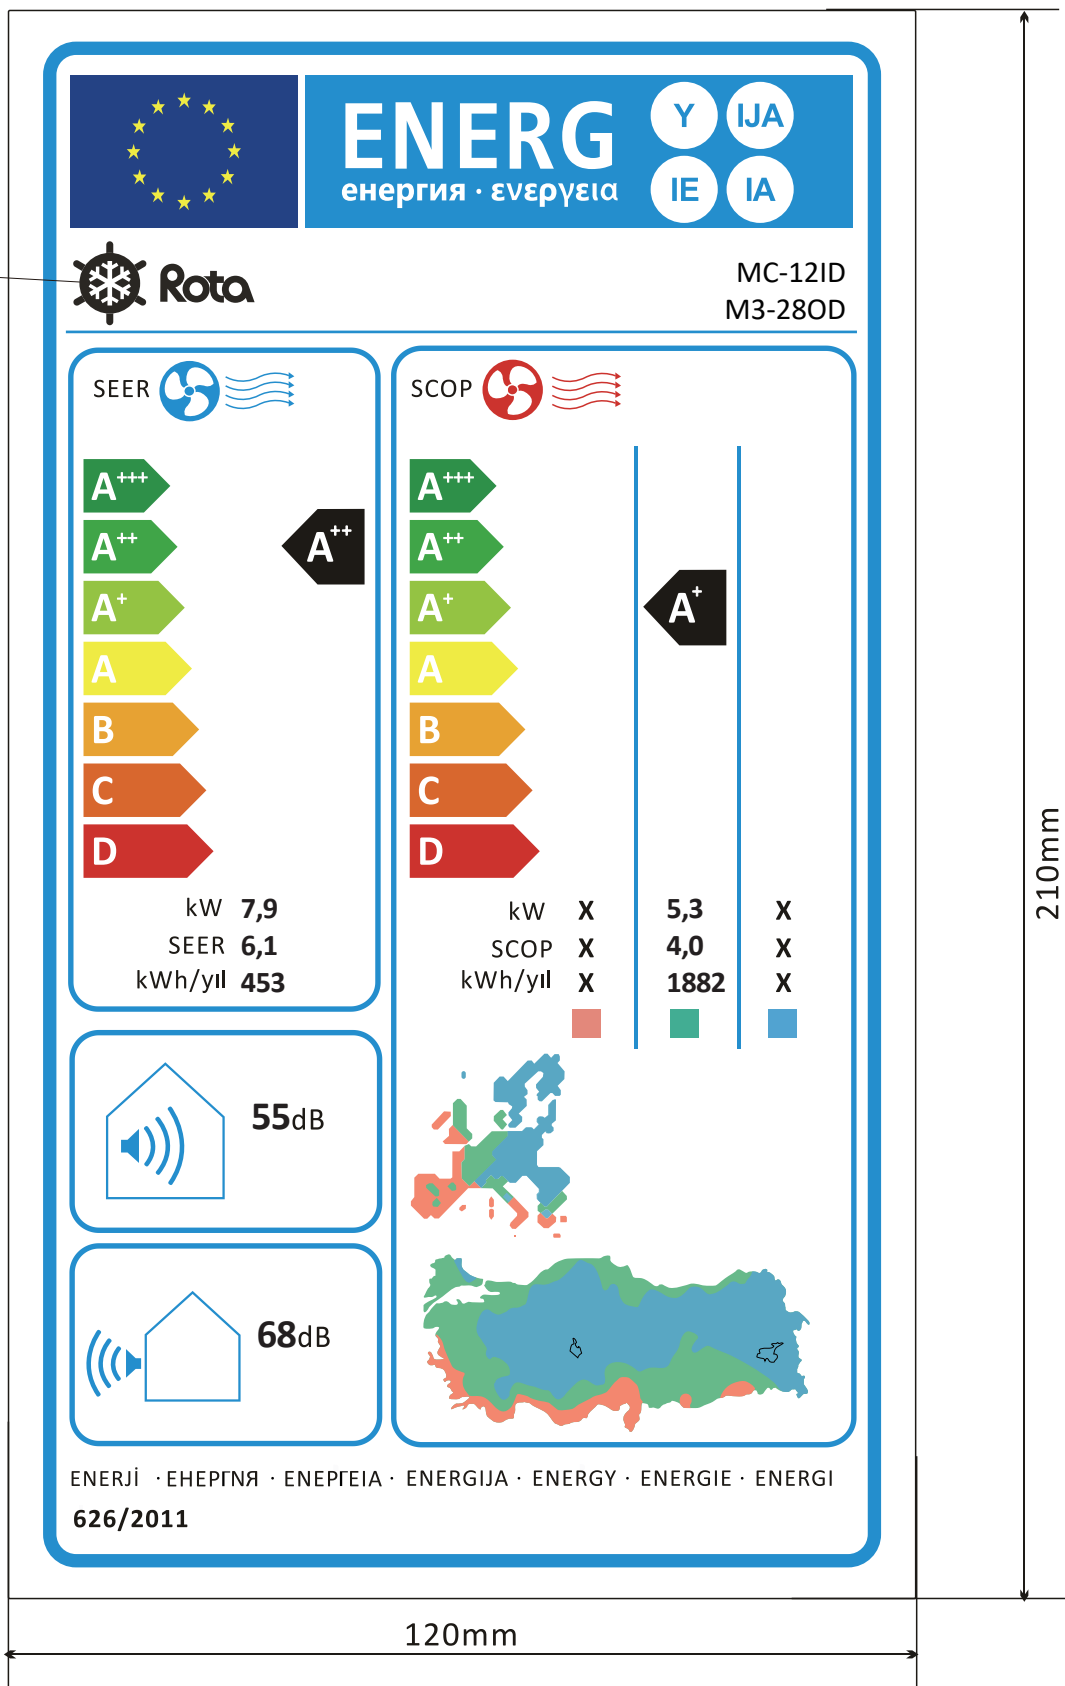 ENERG
енергия · ενεργεια
Y IJA
IE IA
Rota
MC-12ID
M3-28OD
SEER
SCOP
A+++
A++
A+
A
B
C
D
A++
A+++
A++
A+
A
B
C
D
A+
kW 7,9
SEER 6,1
kWh/yıl 453
kW X 5,3 X
SCOP X 4,0 X
kWh/yıl X 1882 X
55dB
68dB
ENERJİ · ЕНЕРГNЯ · ENEPΓEIA · ENERGIJA · ENERGY · ENERGIE · ENERGI
626/2011
210mm
120mm